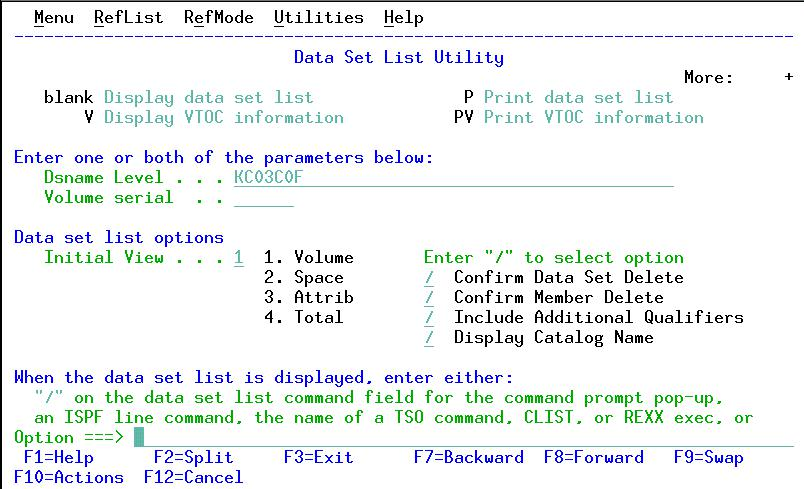 Menu RefList RefMode Utilities Help
Data Set List Utility
More: +
blank Display data set list P Print data set list
V Display VTOC information PV Print VTOC information
Enter one or both of the parameters below:
Dsname Level . . . KC03C0F
Volume serial . .
Data set list options
Initial View . . . 1 1. Volume Enter "/" to select option
2. Space / Confirm Data Set Delete
3. Attrib / Confirm Member Delete
4. Total / Include Additional Qualifiers
/ Display Catalog Name
When the data set list is displayed, enter either:
"/" on the data set list command field for the command prompt pop-up,
an ISPF line command, the name of a TSO command, CLIST, or REXX exec, or
Option ===>
F1=Help F2=Split F3=Exit F7=Backward F8=Forward F9=Swap
F10=Actions F12=Cancel